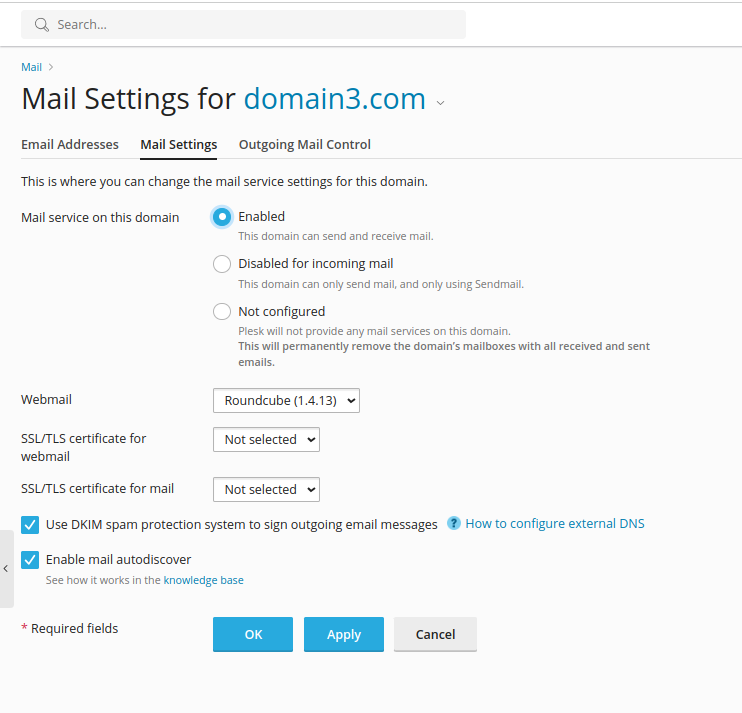 Search...
Mail >
Mail Settings for domain3.com
Email Addresses Mail Settings Outgoing Mail Control
This is where you can change the mail service settings for this domain.
Mail service on this domain Enabled
This domain can send and receive mail.
Disabled for incoming mail
This domain can only send mail, and only using Sendmail.
Not configured
Plesk will not provide any mail services on this domain.
This will permanently remove the domain's mailboxes with all received and sent
emails.
Webmail Roundcube (1.4.13)
SSL/TLS certificate for
webmail
Not selected
SSL/TLS certificate for mail Not selected
Use DKIM spam protection system to sign outgoing email messages ? How to configure external DNS
Enable mail autodiscover
See how it works in the knowledge base
* Required fields OK Apply Cancel